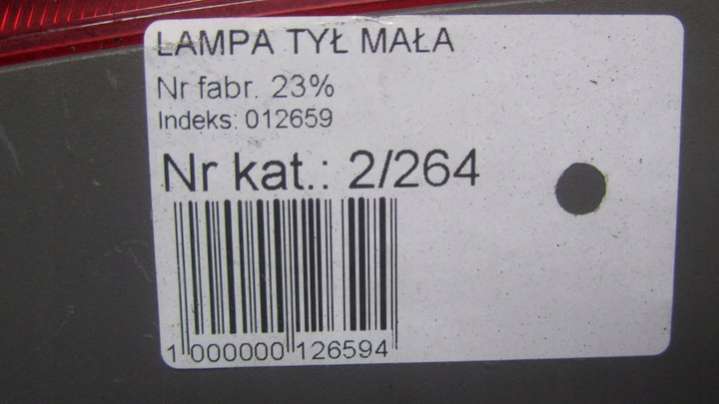 LAMPA TYŁ MAŁA
Nr fabr. 23%
Indeks: 012659
Nr kat.: 2/264
1 000000 126594